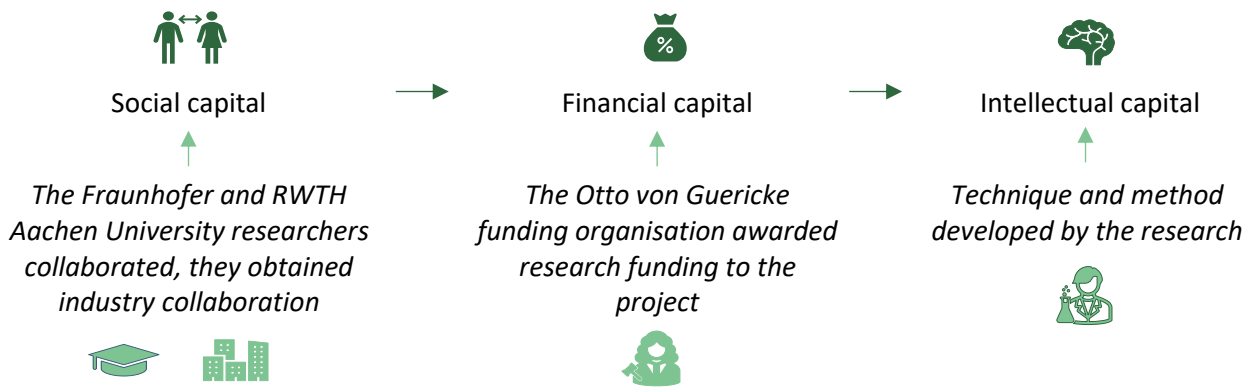 %
Social capital
Financial capital
Intellectual capital
The Fraunhofer and RWTH
Aachen University researchers
collaborated, they obtained
industry collaboration
The Otto von Guericke
funding organisation awarded
research funding to the
project
Technique and method
developed by the research